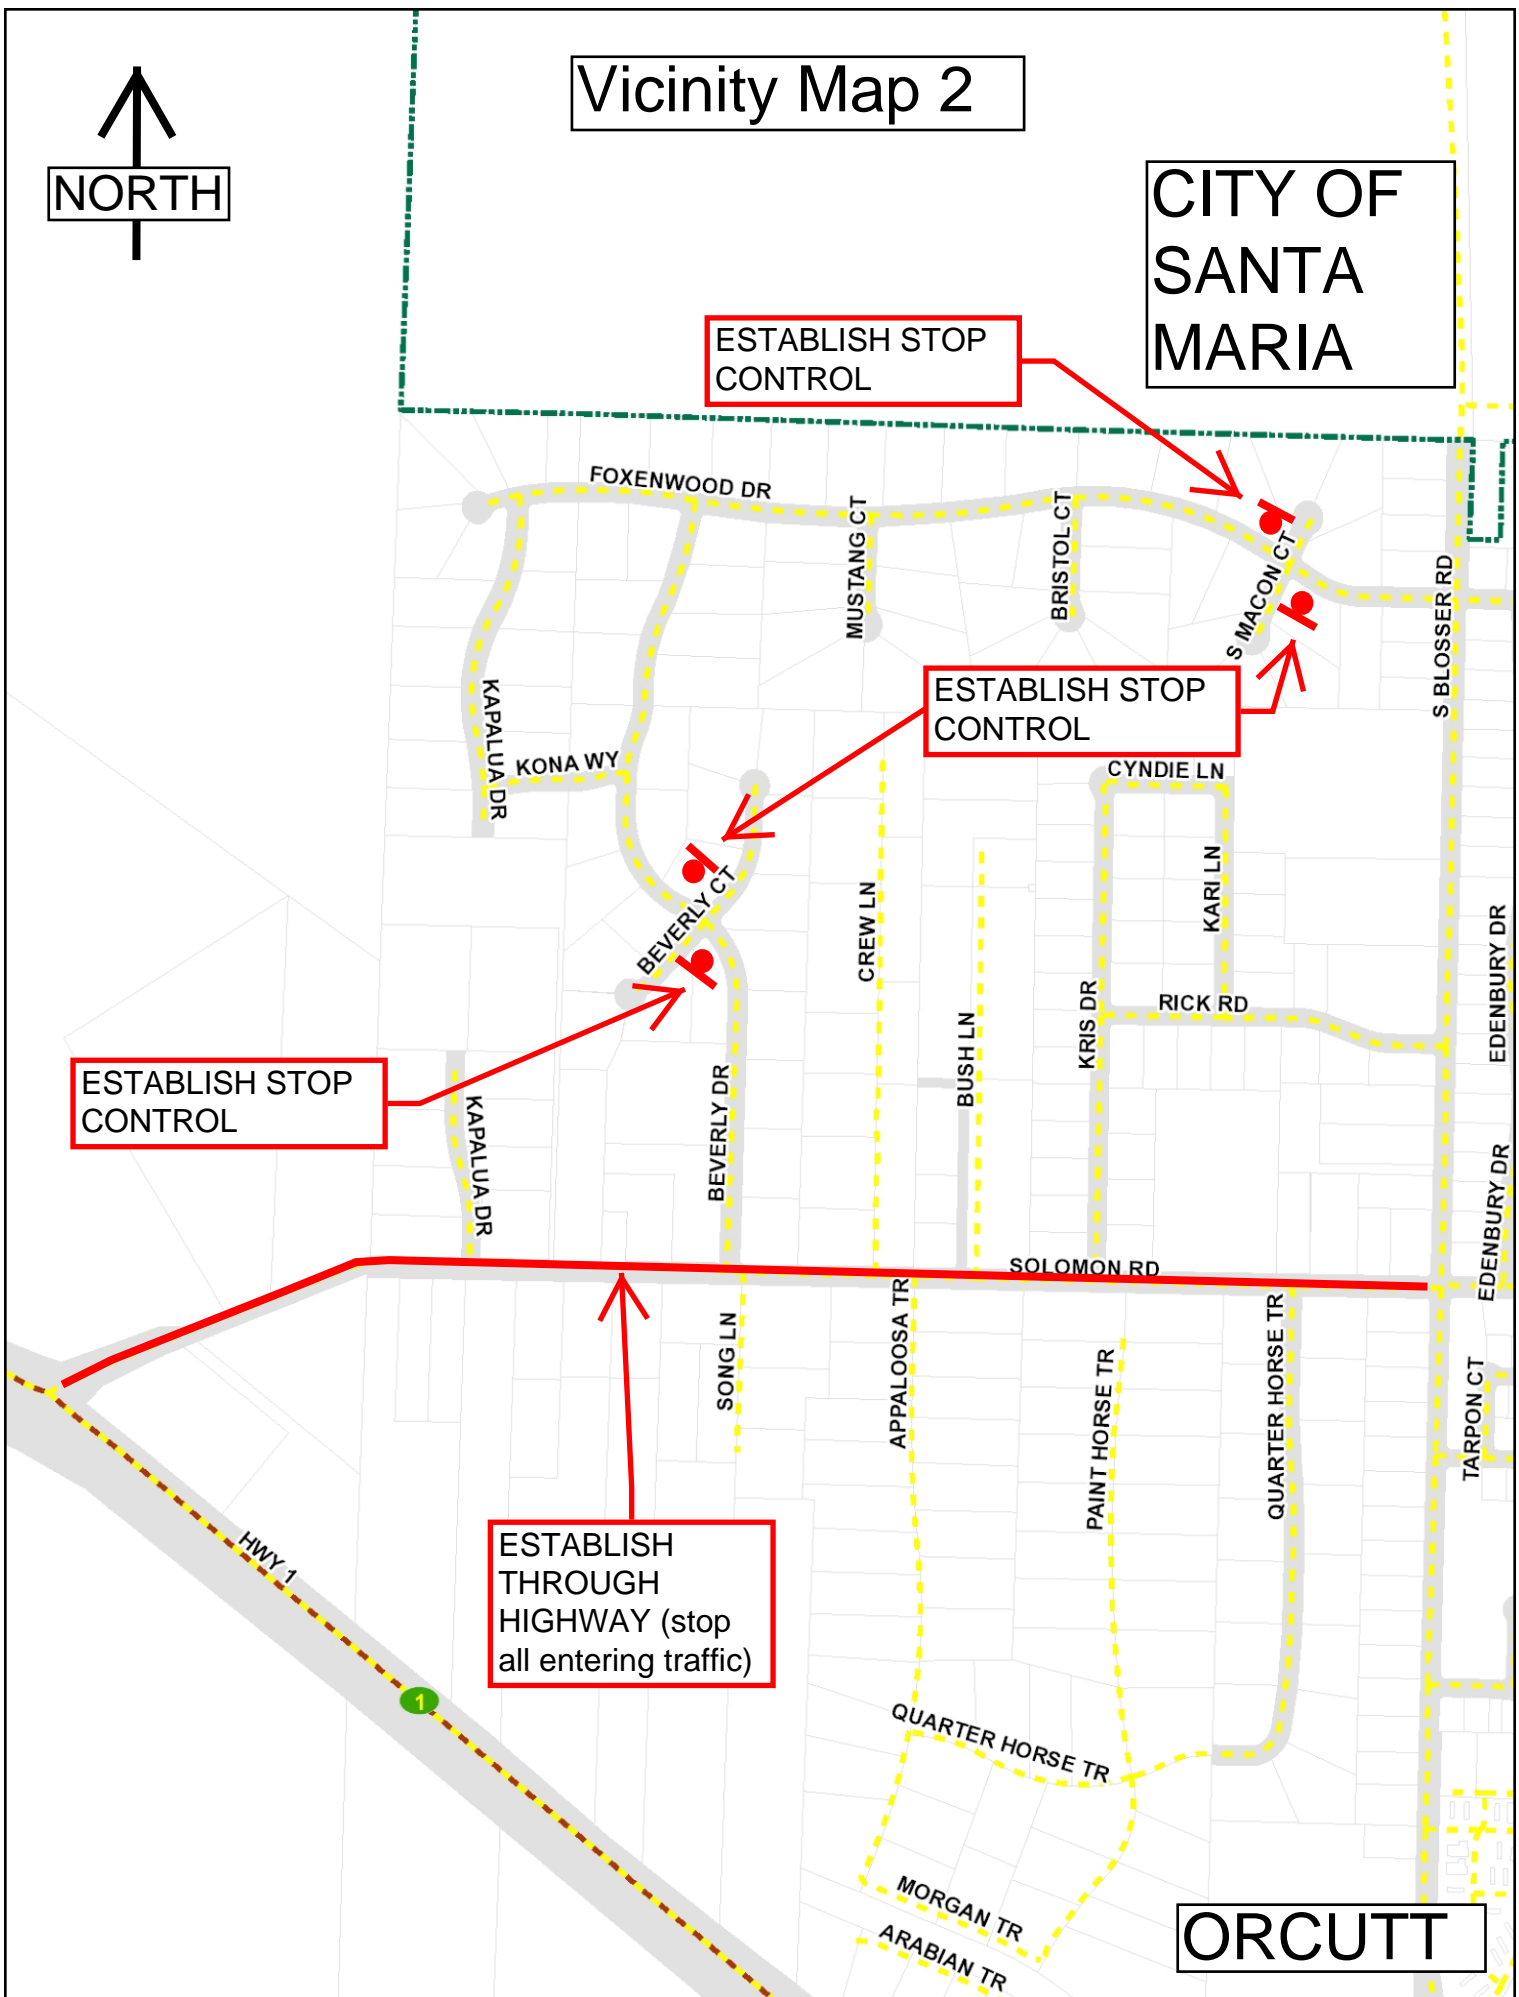 Vicinity Map 2
NORTH
CITY OF
SANTA
MARIA
ESTABLISH STOP
CONTROL
FOXENWOOD DR
MUSTANG CT
BRISTOL CT
S MACON CT
S BLOSSER RD
ESTABLISH STOP
CONTROL
KAPALUA DR
KONA WY
CYNDIE LN
KARI LN
BEVERLY CT
CREW LN
EDENBURY DR
KRIS DR
RICK RD
BUSH LN
ESTABLISH STOP
CONTROL
BEVERLY DR
KAPALUA DR
EDENBURY DR
SOLOMON RD
SONG LN
APPALOOSA TR
PAINT HORSE TR
QUARTER HORSE TR
TARPON CT
HWY 1
ESTABLISH
THROUGH
HIGHWAY (stop
all entering traffic)
1
QUARTER HORSE TR
MORGAN TR
ARABIAN TR
ORCUTT